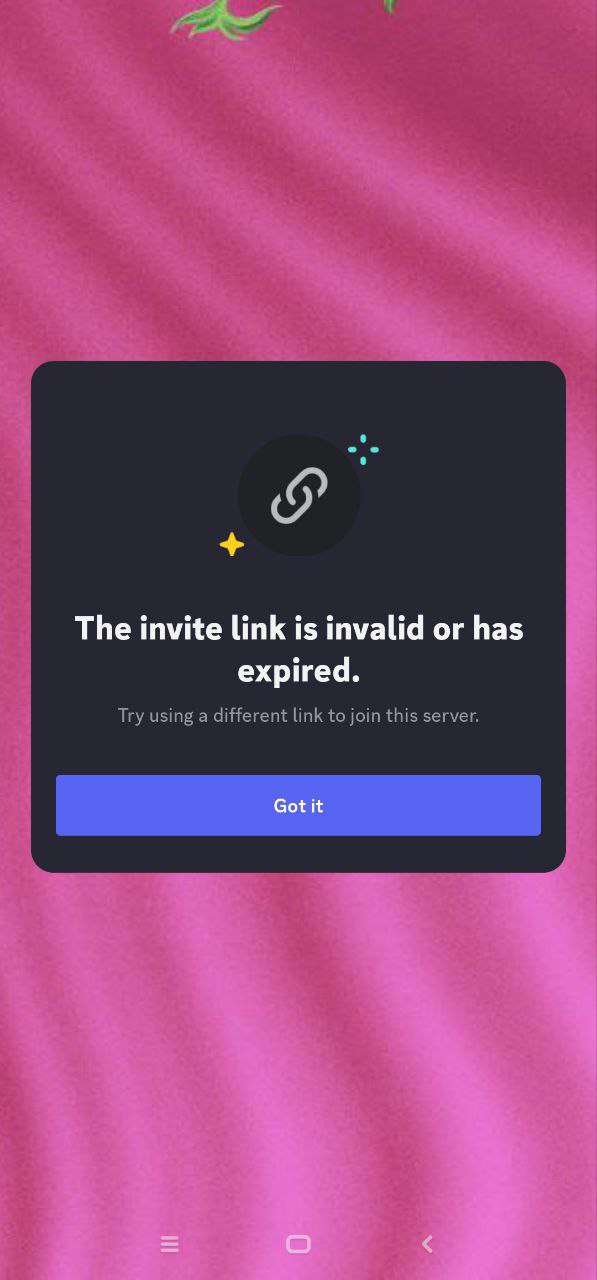 The invite link is invalid or has
expired.
Try using a different link to join this server.
Got it